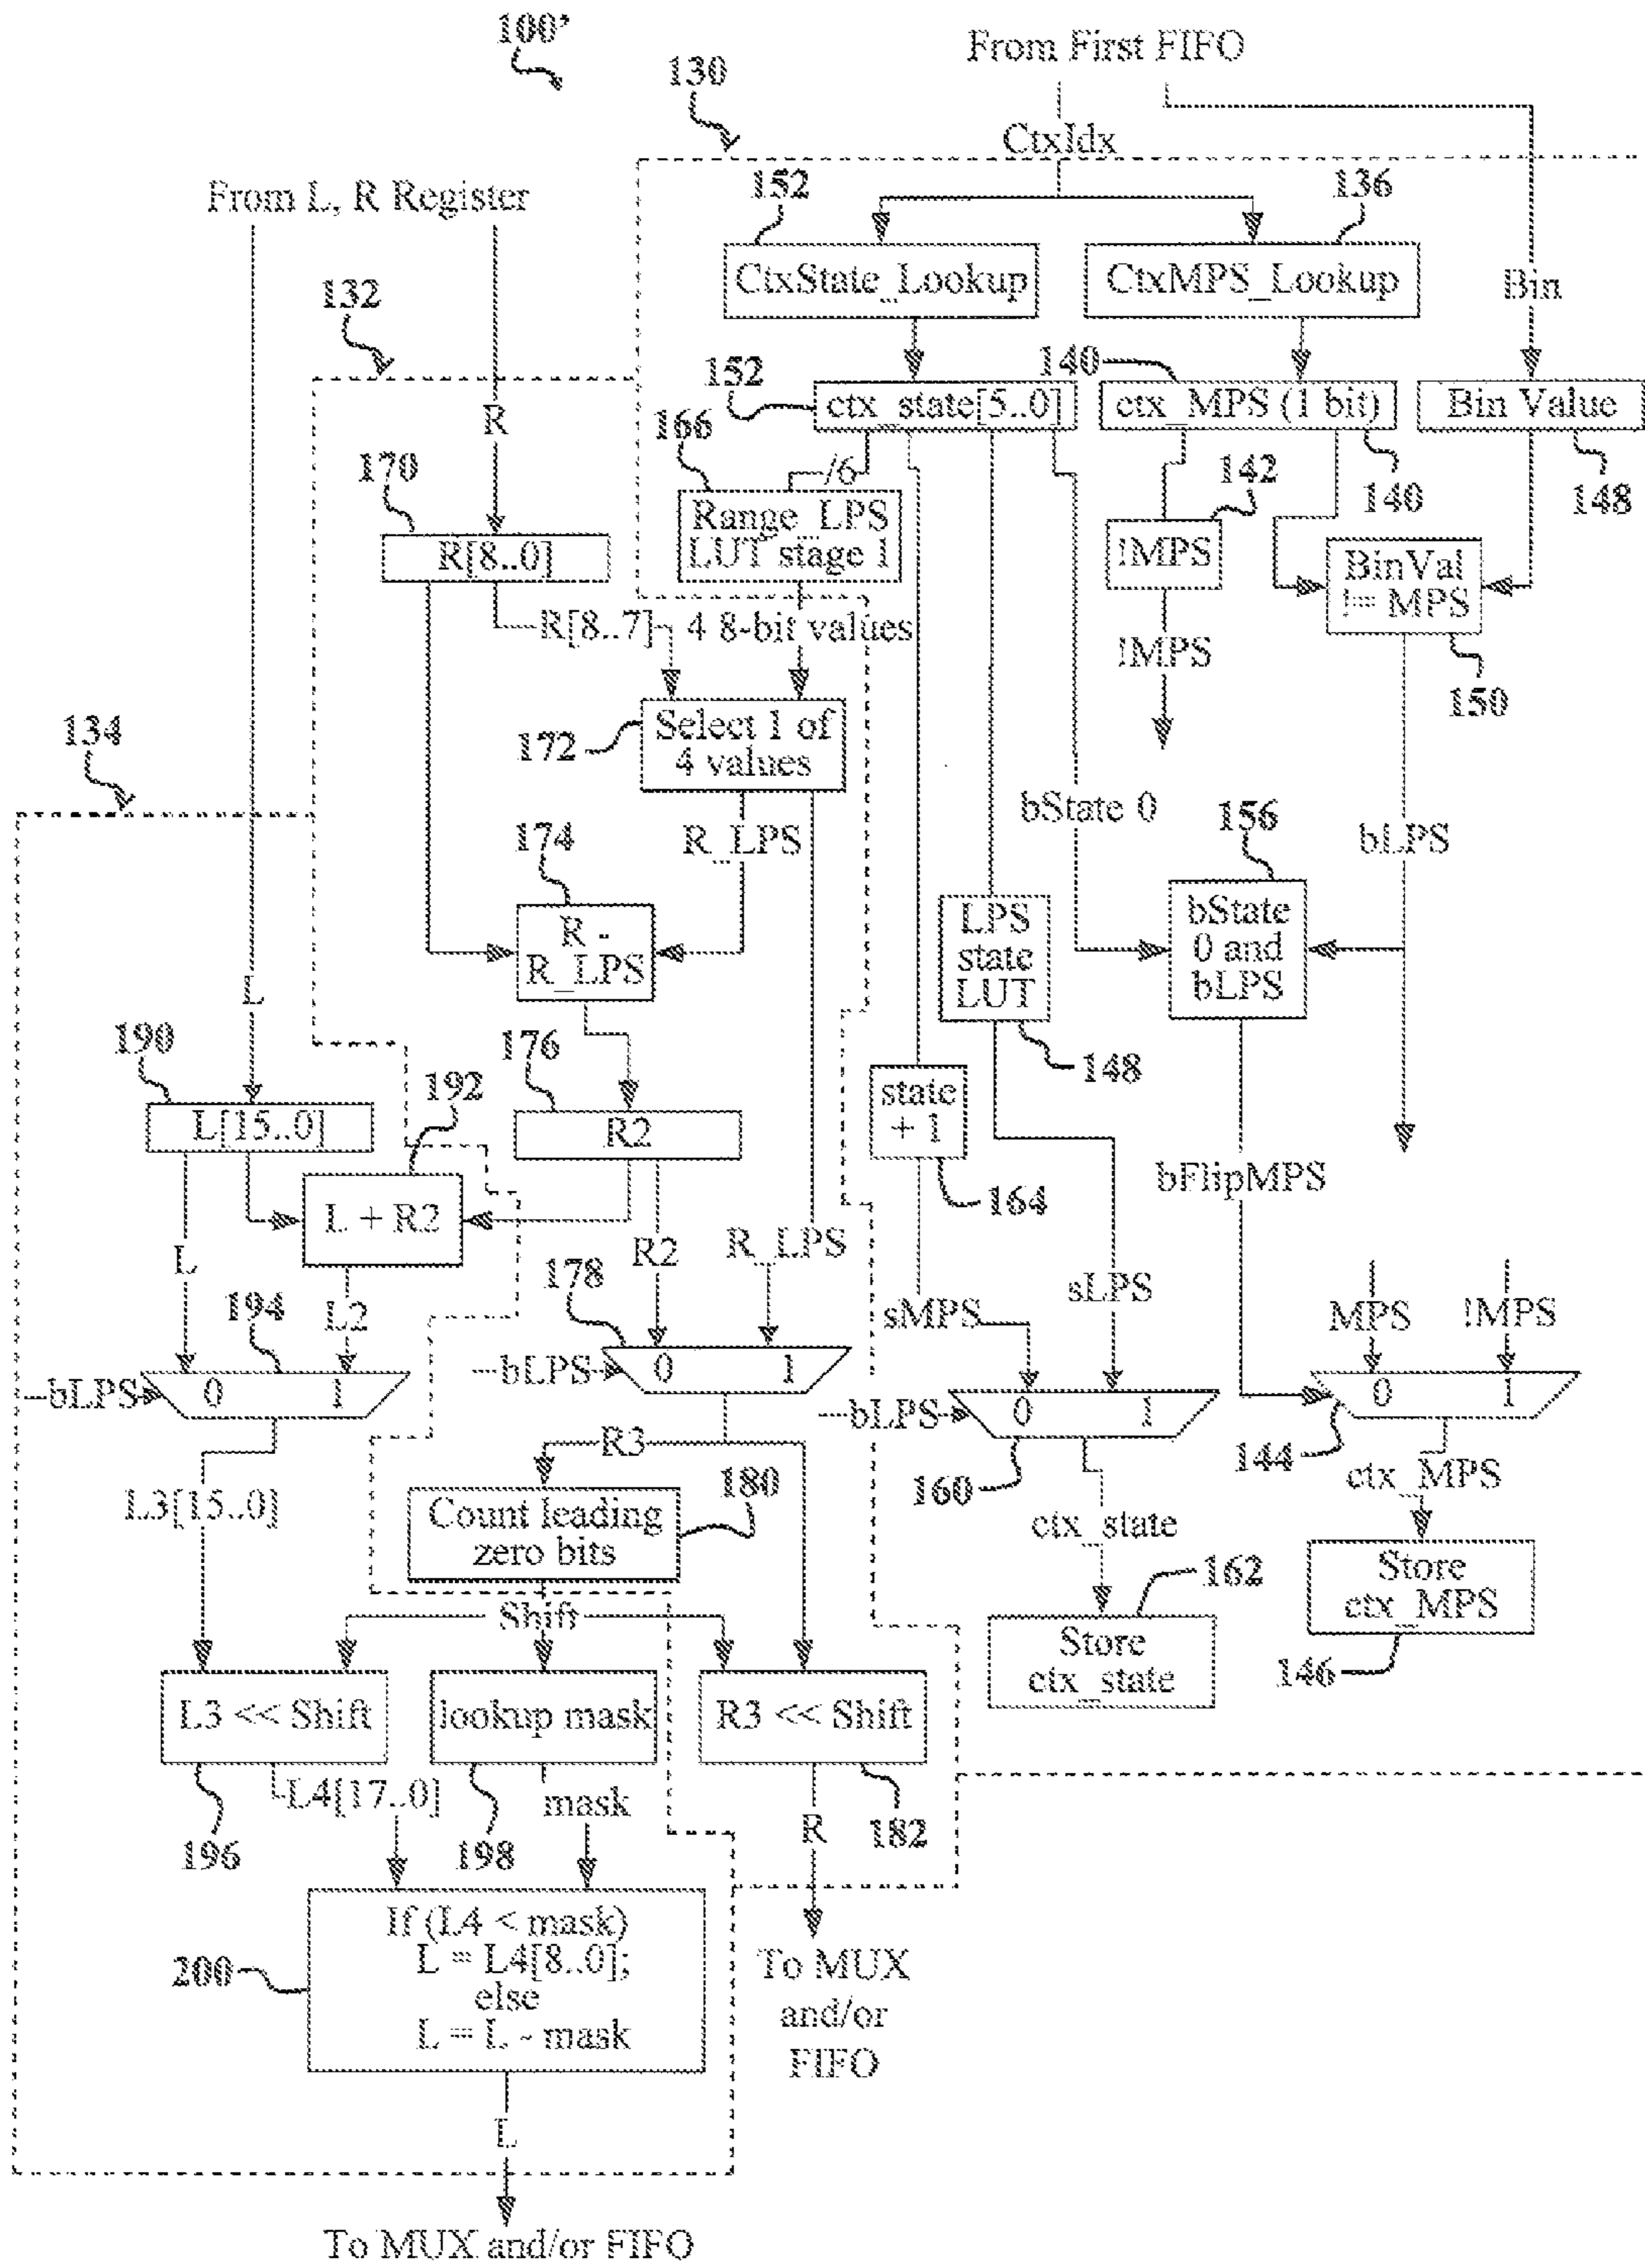 100'
From First FIFO
130
CtxIdx
From L, R Register
152
136
CtxState_Lookup
CtxMPS_Lookup
Bin
132
152
140
ctx_state[5..0]
ctx_MPS (1 bit)
Bin Value
R
166
/6
142
140
148
170
Range_LPS
LUT stage 1
!MPS
BinVal
!= MPS
R[8..0]
R[8..7]
4 8-bit values
!MPS
150
134
172
Select 1 of
4 values
bState 0
156
bLPS
174
R_LPS
R -
R_LPS
LPS
state
LUT
bState
0 and
bLPS
L
190
176
148
192
state
+ 1
L[15..0]
R2
164
bFlipMPS
L + R2
L
R2
R_LPS
178
sMPS
sLPS
MPS
!MPS
L2
194
bLPS
0
1
bLPS
0
1
bLPS
0
1
0
1
R3
180
160
144
ctx_MPS
L3[15..0]
Count leading
zero bits
ctx_state
162
Store
ctx_MPS
Shift
Store
ctx_state
146
L3 << Shift
lookup mask
R3 << Shift
L4[17..0]
mask
R
196
198
182
If (L4 < mask)
L = L4[8..0];
else
L = L - mask
200
To MUX
and/or
FIFO
L
To MUX and/or FIFO